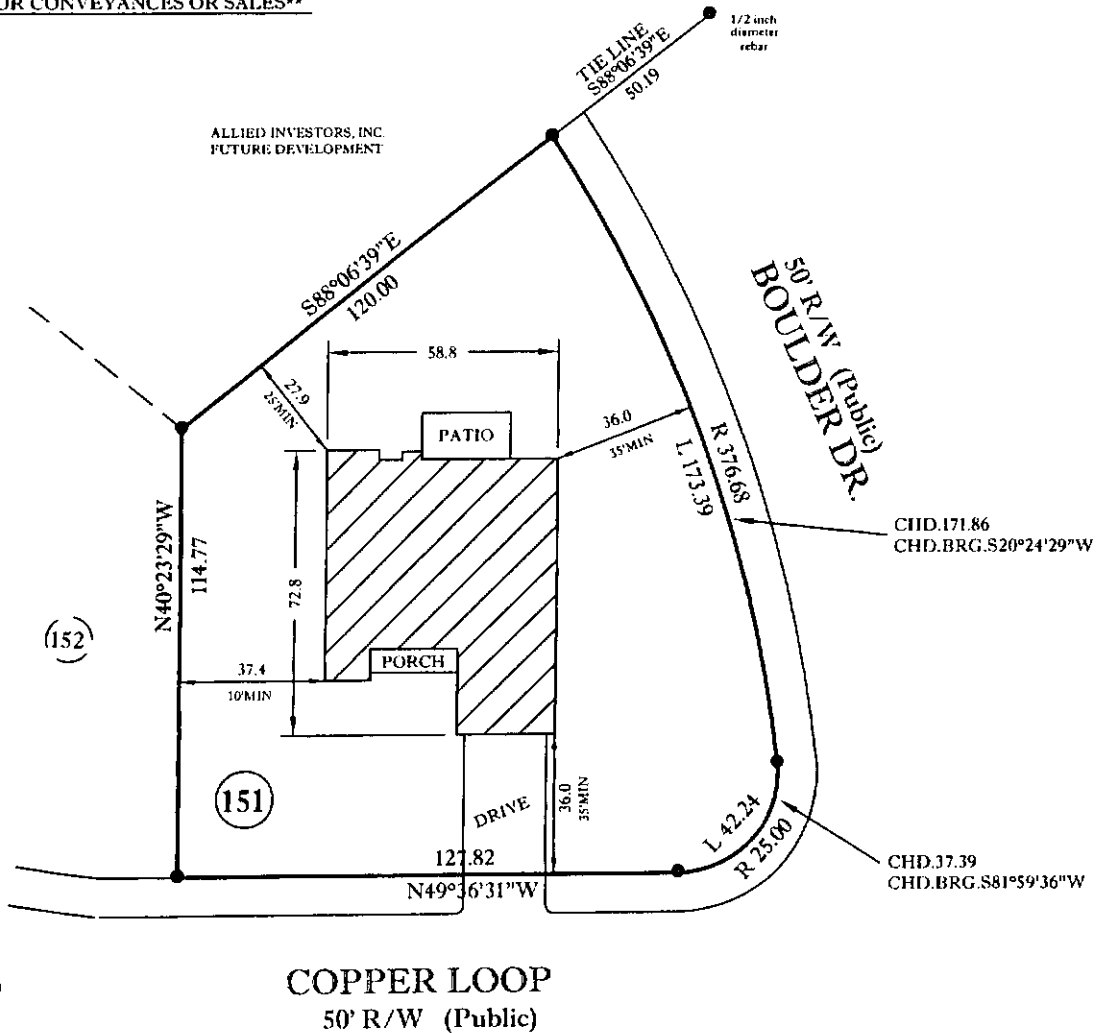 OR CONVEYANCES OR SALES**
1/2 inch
diameter
rebar
TIE LINE
S88°06'39"E
50.19
ALLIED INVESTORS, INC.
FUTURE DEVELOPMENT
S88°06'39"E
120.00
50' R/W (Public)
BOULDER DR.
58.8
27.9
25'MIN
PATIO
36.0
35'MIN
R 376.68
L 173.39
CHD.171.86
CHD.BRG.S20°24'29"W
N40°23'29"W
114.77
72.8
152
PORCH
37.4
10'MIN
151
DRIVE
36.0
35'MIN
L 42.24
R 25.00
CHD.37.39
CHD.BRG.S81°59'36"W
127.82
N49°36'31"W
COPPER LOOP
50' R/W (Public)